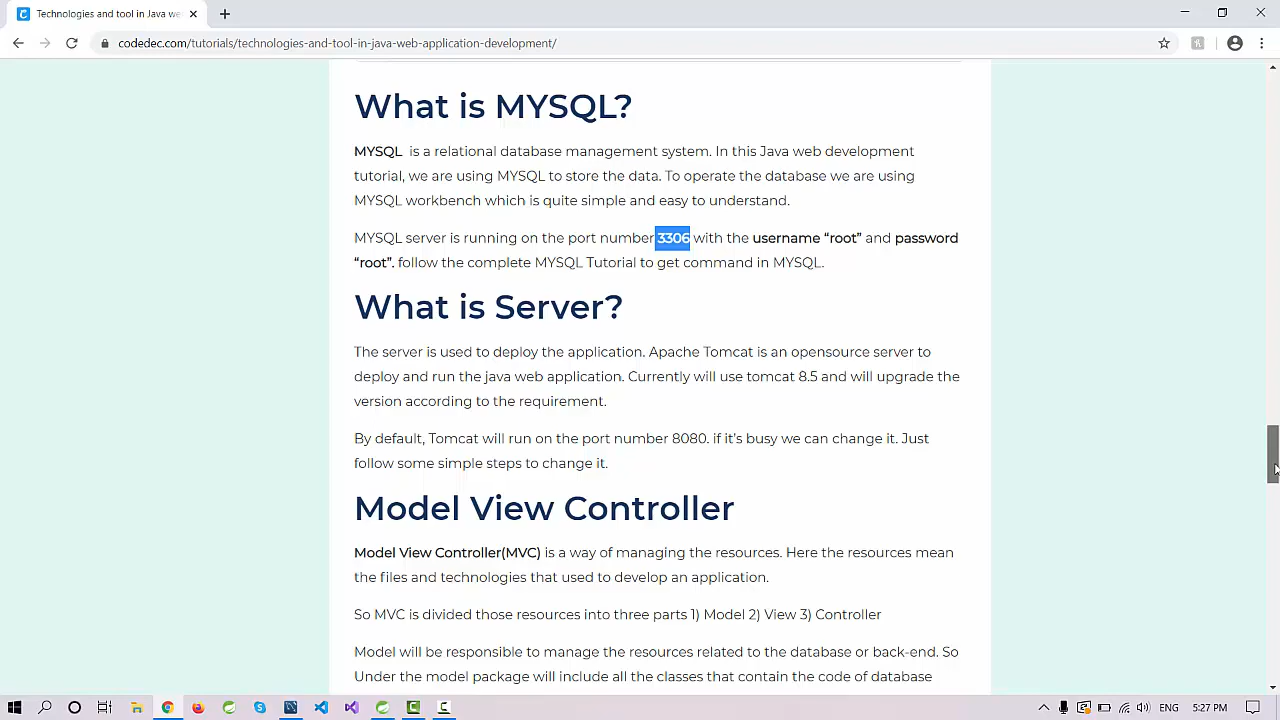 Technologies and tool in Java we
codedec.com/tutorials/technologies-and-tool-in-java-web-application-development/
What is MYSQL?
MYSQL is a relational database management system. In this Java web development
tutorial, we are using MYSQL to store the data. To operate the database we are using
MYSQL workbench which is quite simple and easy to understand.
MYSQL server is running on the port number 3306 with the username “root” and password
“root”. follow the complete MYSQL Tutorial to get command in MYSQL.
What is Server?
The server is used to deploy the application. Apache Tomcat is an opensource server to
deploy and run the java web application. Currently will use tomcat 8.5 and will upgrade the
version according to the requirement.
By default, Tomcat will run on the port number 8080. if it’s busy we can change it. Just
follow some simple steps to change it.
Model View Controller
Model View Controller(MVC) is a way of managing the resources. Here the resources mean
the files and technologies that used to develop an application.
So MVC is divided those resources into three parts 1) Model 2) View 3) Controller
Model will be responsible to manage the resources related to the database or back-end. So
Under the model package will include all the classes that contain the code of database
ENG 5:27 PM